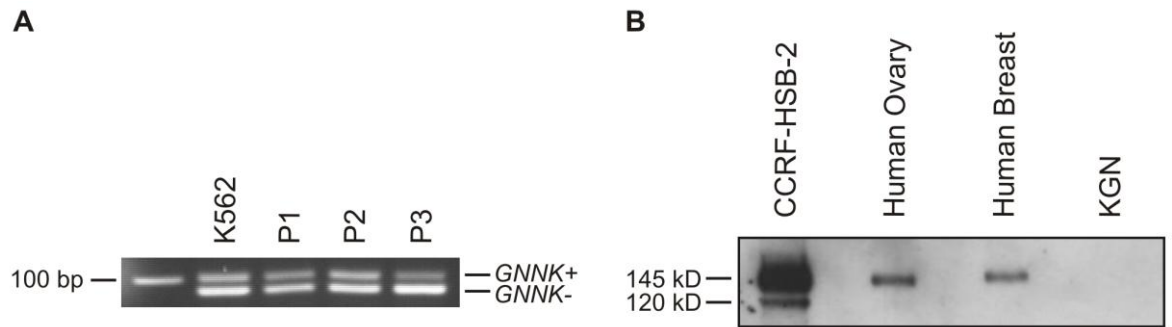 A
K562
P1
P2
P3
100 bp
GNNK+
GNNK-
B
CCRF-HSB-2
Human Ovary
Human Breast
KGN
145 kD
120 kD